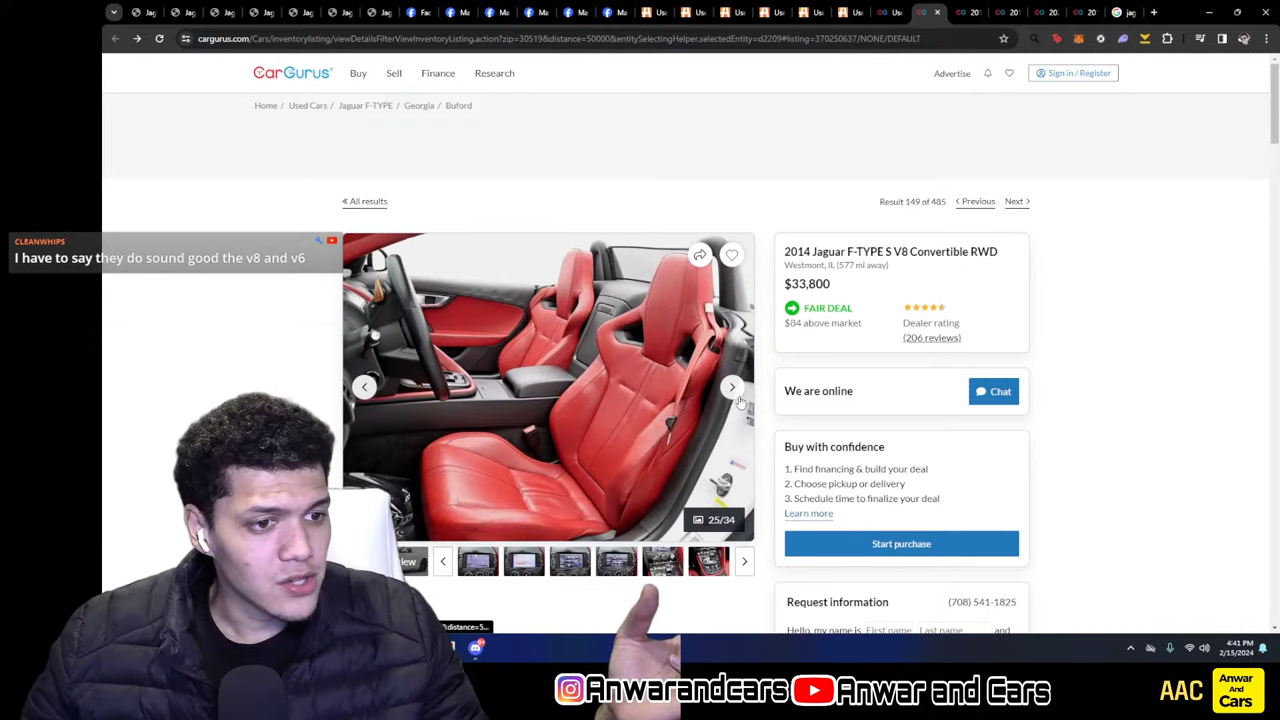 cargurus.com/Cars/inventorylisting/viewDetailsFilterViewInventoryListing.action?zip=30519&distance=50000&entitySelectingHelper.selectedEntity=d2209#listing=370250637/NONE/DEFAULT
CarGurus
Buy
Sell
Finance
Research
Advertise
Sign in / Register
Home / Used Cars / Jaguar F-TYPE / Georgia / Buford
All results
Result 149 of 485
Previous
Next
CLEANWHIPS
I have to say they do sound good the v8 and v6
2014 Jaguar F-TYPE S V8 Convertible RWD
Westmont, IL (577 mi away)
$33,800
FAIR DEAL
$84 above market
Dealer rating
(206 reviews)
We are online
Chat
Buy with confidence
1. Find financing & build your deal
2. Choose pickup or delivery
3. Schedule time to finalize your deal
Learn more
25/34
Start purchase
Request information
(708) 541-1825
Hello, my name is First name Last name and
4:41 PM
2/15/2024
Anwarandcars
Anwar and Cars
AAC
Anwar
And
Cars